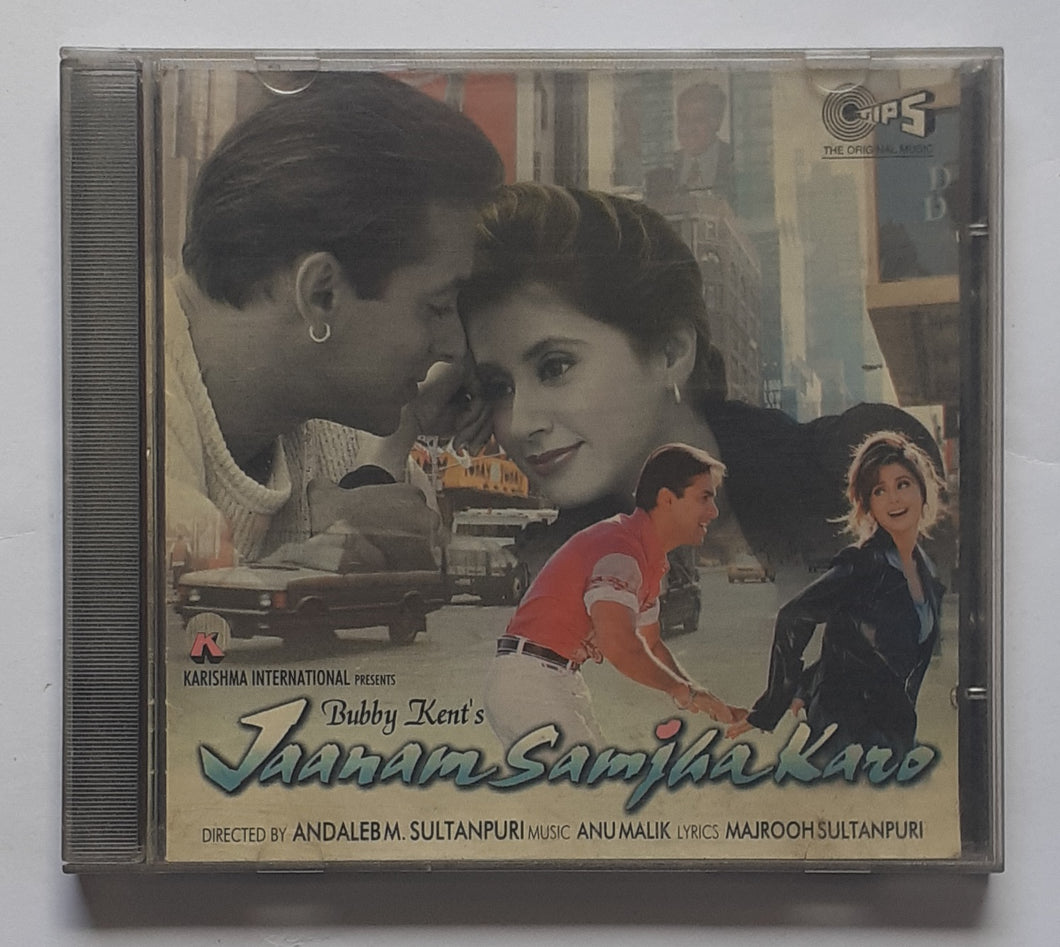 TIPS
THE ORIGINAL MUSIC
D
D
K
KARISHMA INTERNATIONAL PRESENTS
Bubby Kent's
Jaanam Samjha Karo
DIRECTED BY ANDALEB M. SULTANPURI MUSIC ANU MALIK LYRICS MAJROOH SULTANPURI